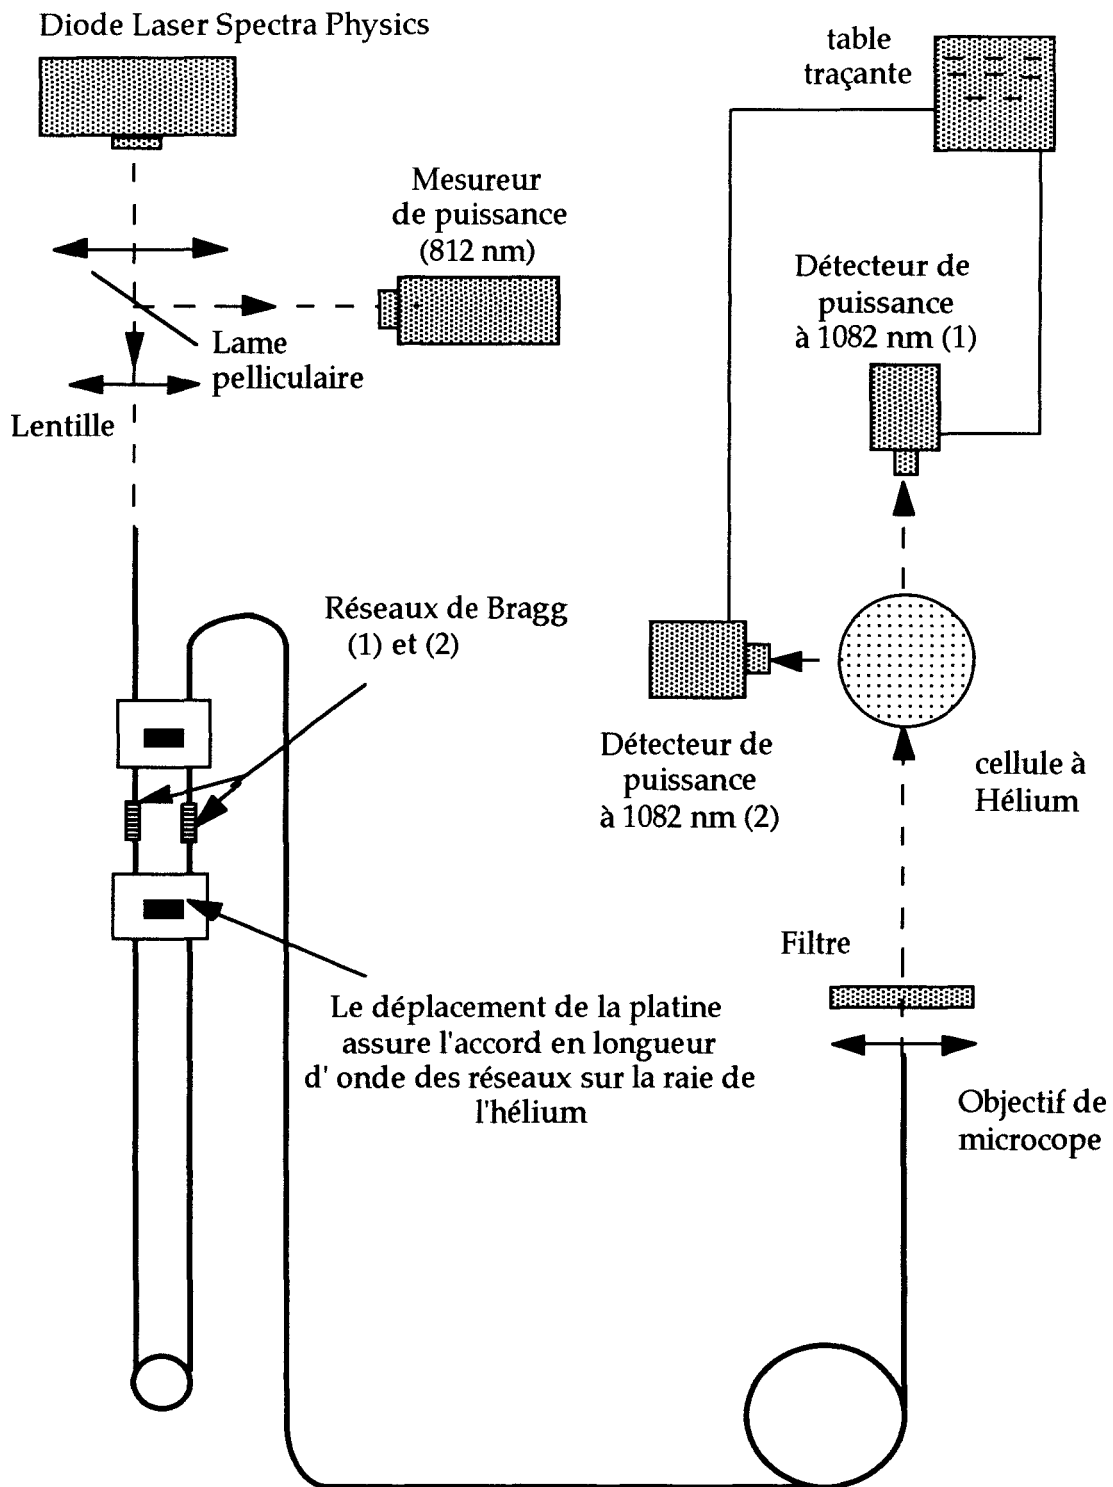 Diode Laser Spectra Physics
table
traçante
Mesureur
de puissance
(812 nm)
Détecteur de
puissance
à 1082 nm (1)
Lame
pelliculaire
Lentille
Réseaux de Bragg
(1) et (2)
Détecteur de
puissance
à 1082 nm (2)
cellule à
Hélium
Filtre
Le déplacement de la platine
assure l'accord en longueur
d' onde des réseaux sur la raie de
l'hélium
Objectif de
microcope